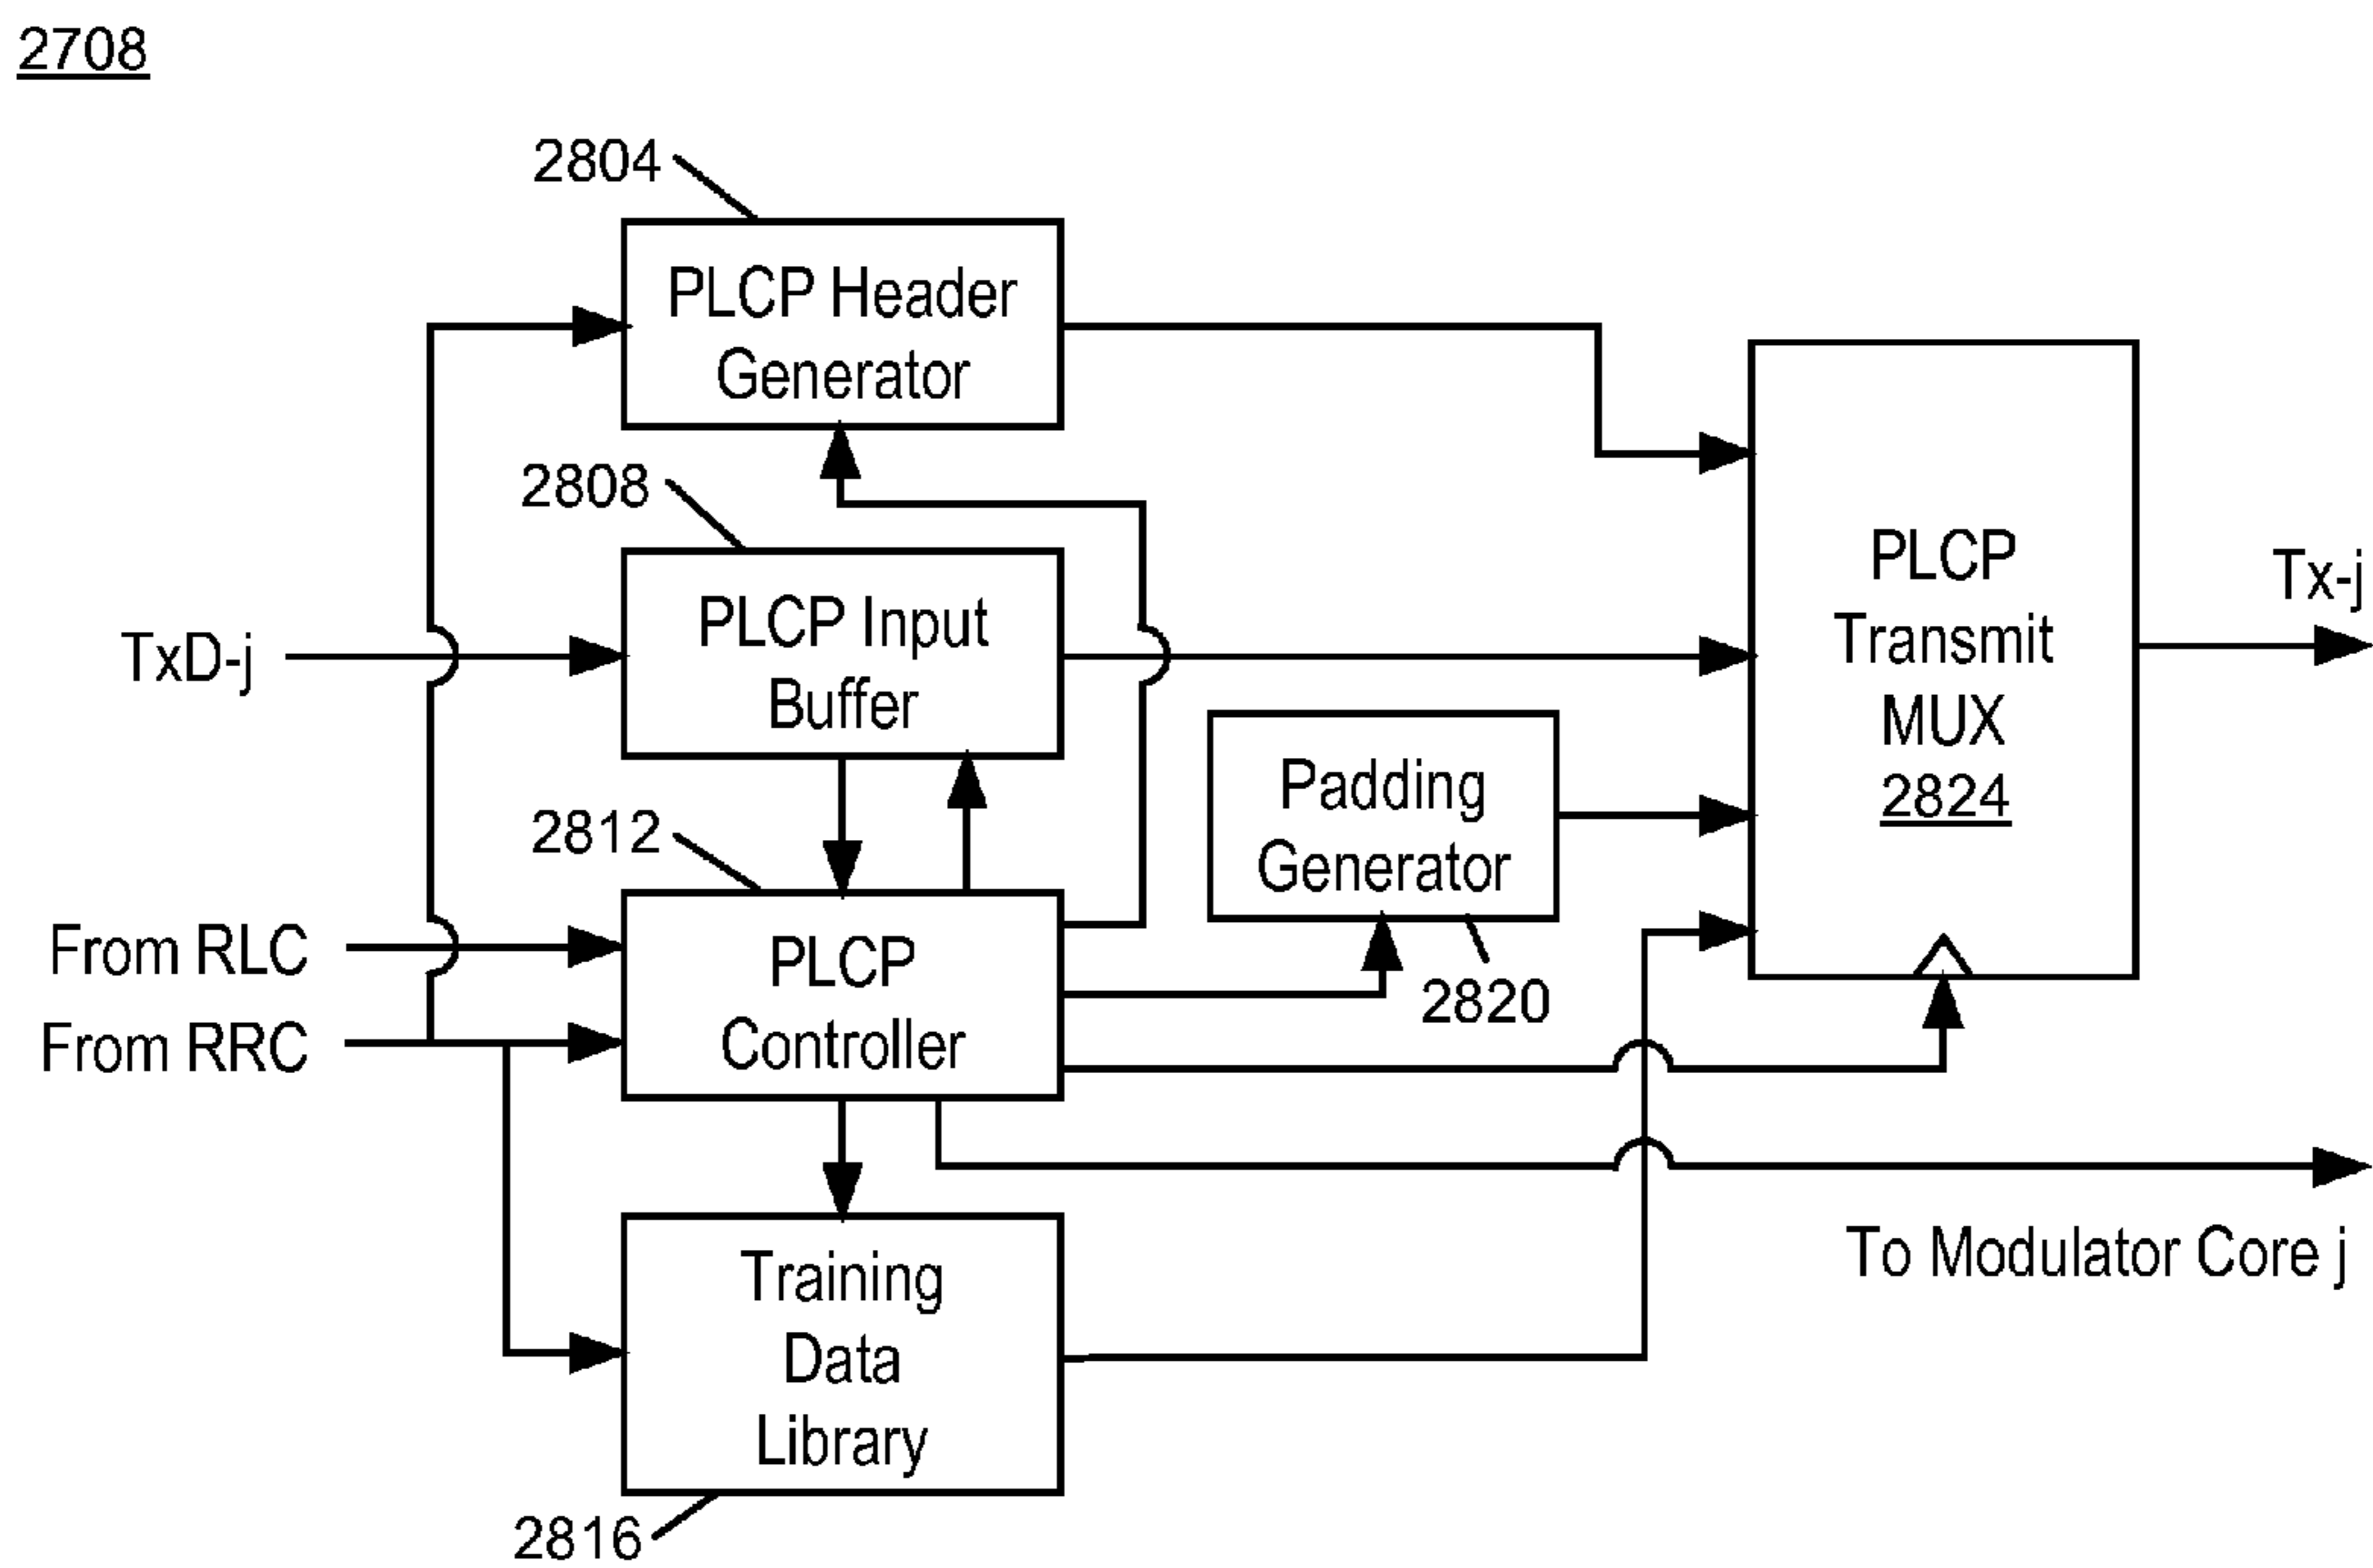 2708
2804
PLCP Header
Generator
2808
PLCP Input
Buffer
TxD-j
2812
PLCP
Controller
From RLC
From RRC
Padding
Generator
2820
PLCP
Transmit
MUX
2824
Tx-j
To Modulator Core j
Training
Data
Library
2816